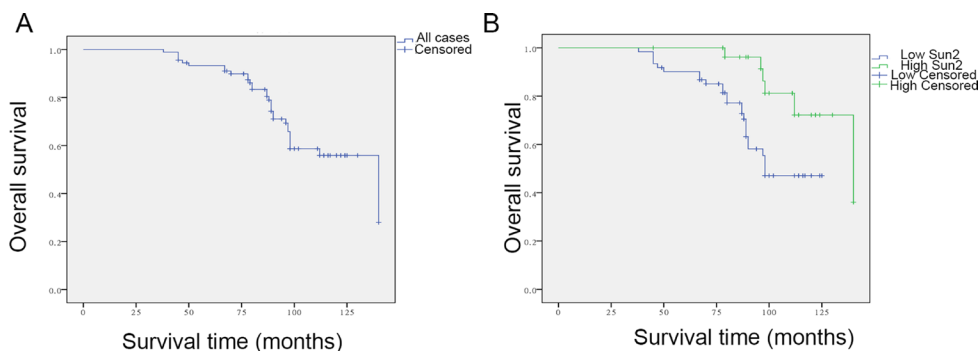 A
All cases
Censored
Overall survival
1.0
0.8
0.6
0.4
0.2
0.0
0 25 50 75 100 125
Survival time (months)
B
Low Sun2
High Sun2
Low Censored
High Censored
Overall survival
1.0
0.8
0.6
0.4
0.2
0.0
0 25 50 75 100 125
Survival time (months)